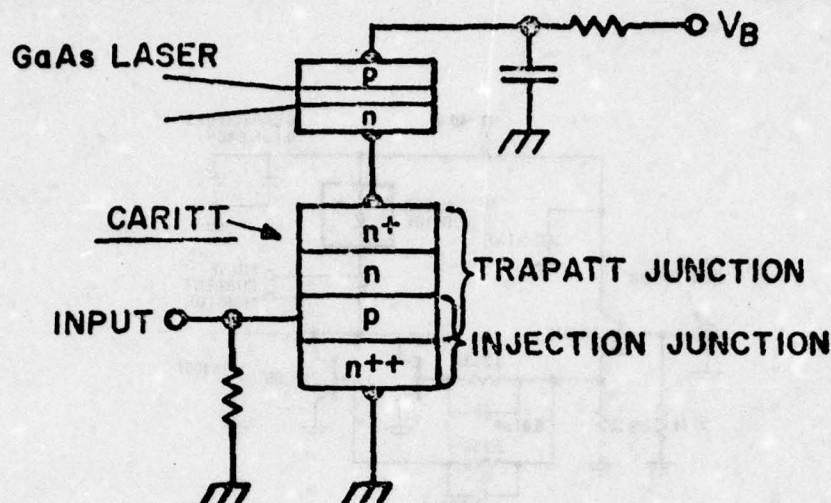 V_B
GaAs LASER
p
n
CARITT
n+
n
TRAPATT JUNCTION
INPUT
p
INJECTION JUNCTION
n++